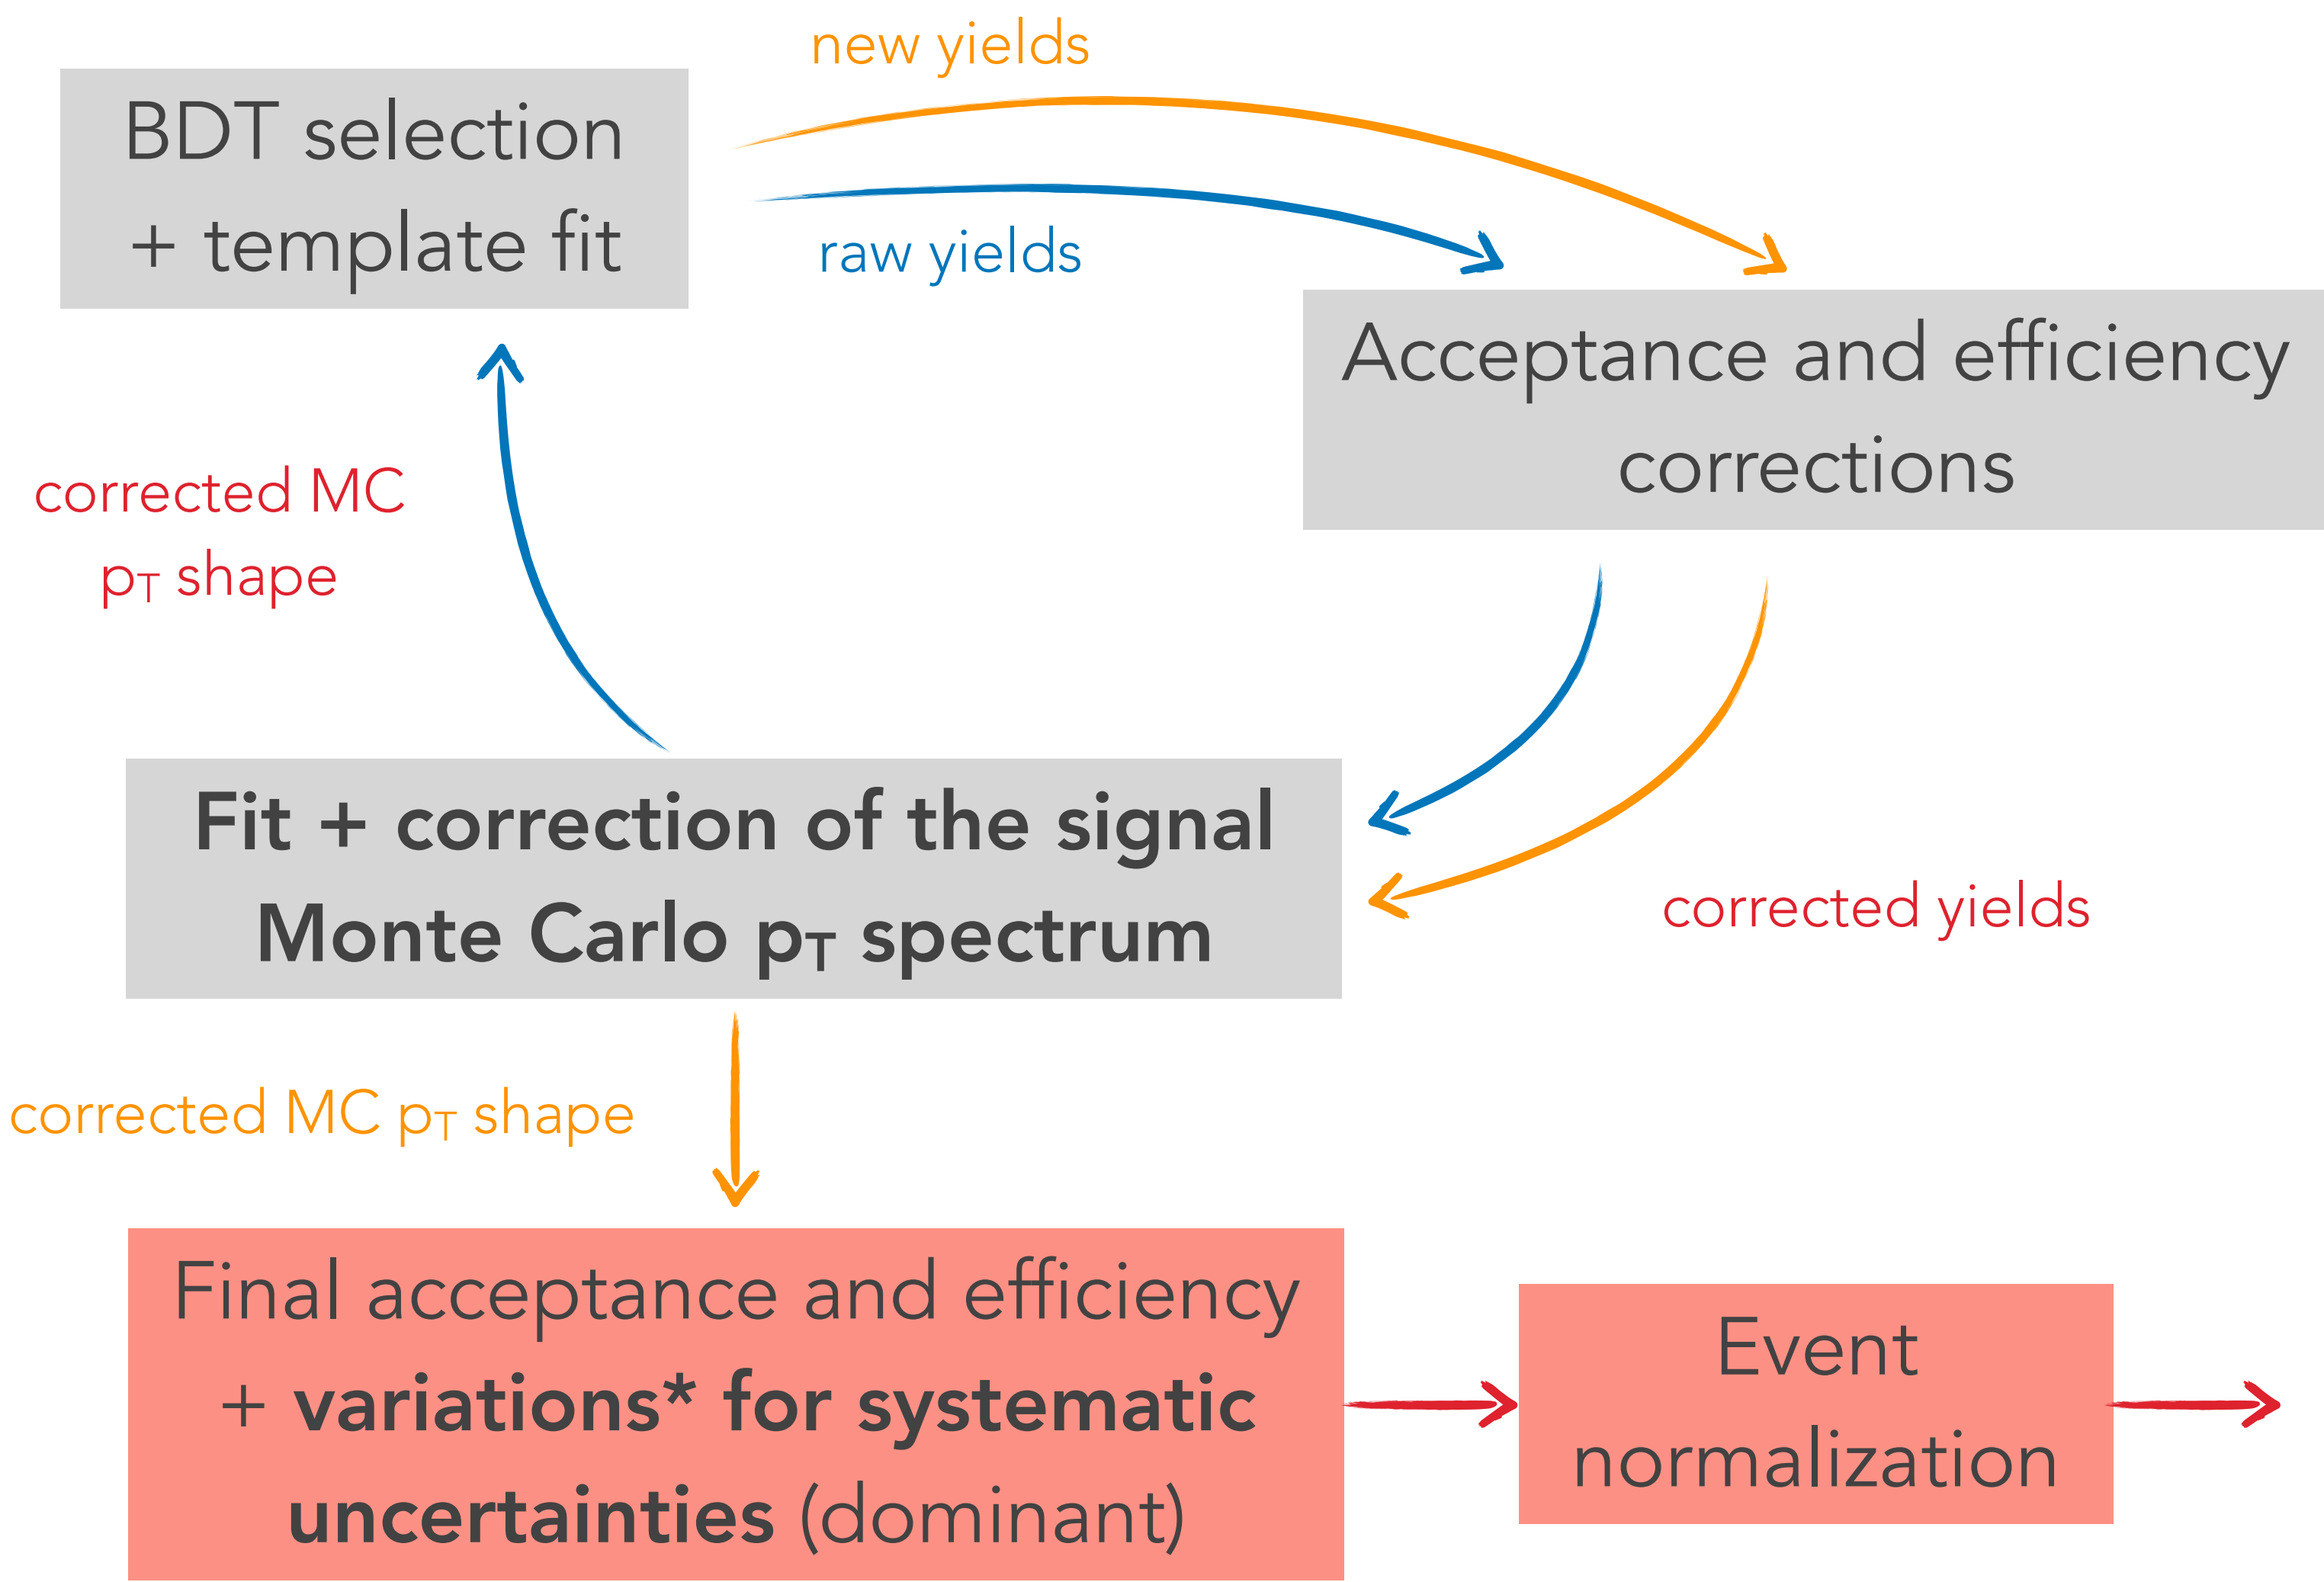 new yields
BDT selection
+ template fit
raw yields
Acceptance and efficiency
corrections
corrected MC
pT shape
Fit + correction of the signal
Monte Carlo pT spectrum
corrected yields
corrected MC pT shape
Final acceptance and efficiency
+ variations* for systematic
uncertainties (dominant)
Event
normalization